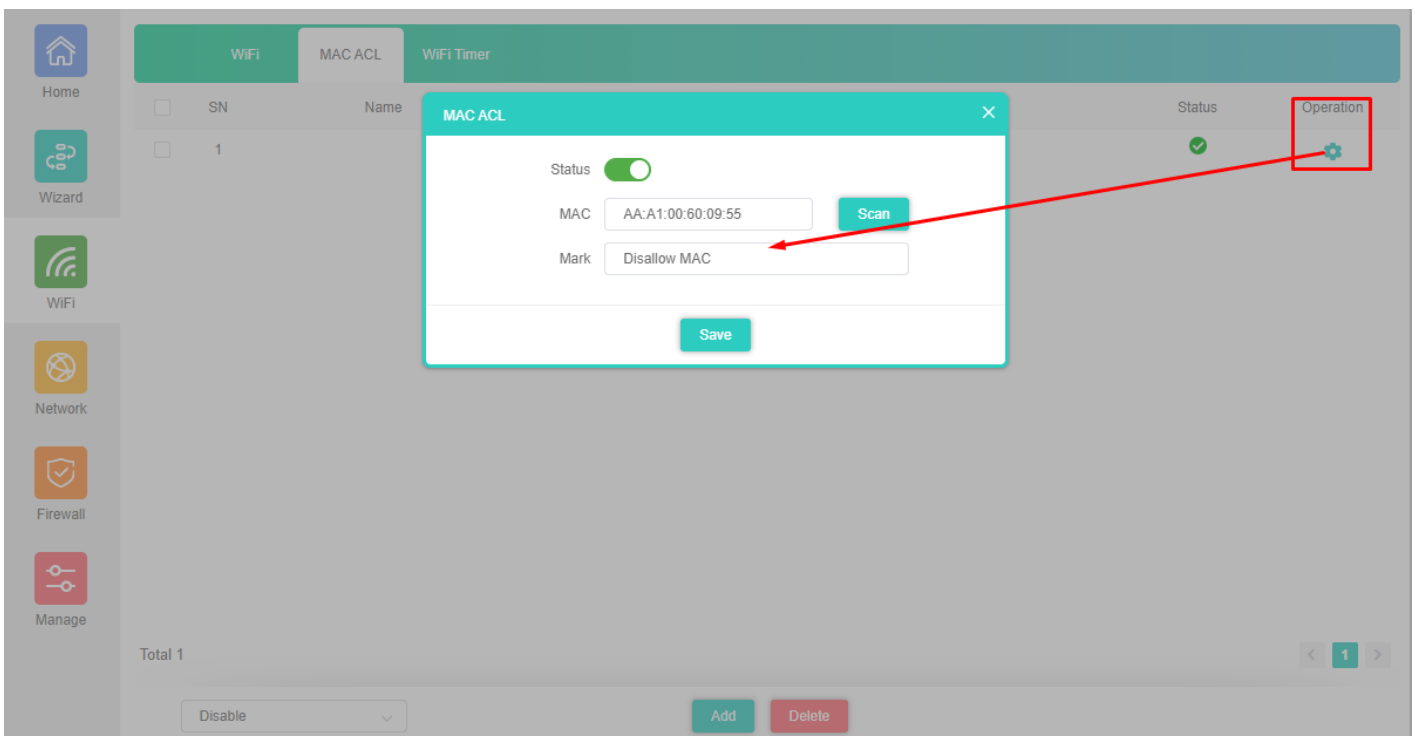 Home
Wizard
WiFi
Network
Firewall
Manage
WiFi MAC ACL WiFi Timer
SN Name Status Operation
1
MAC ACL
Status
MAC AA:A1:00:60:09:55 Scan
Mark Disallow MAC
Save
Total 1
< 1 >
Disable Add Delete